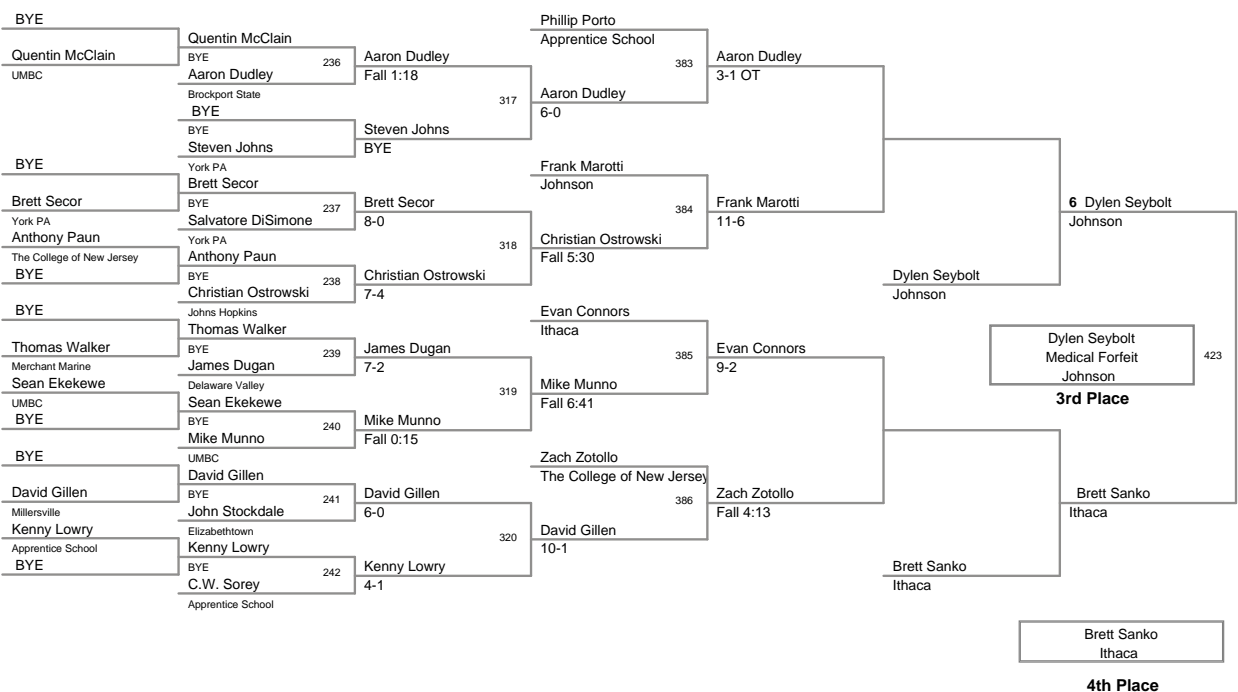 BYE
Quentin McClain
UMBC
BYE
Brett Secor
York PA
Anthony Paun
The College of New Jersey
BYE
BYE
Thomas Walker
Merchant Marine
Sean Ekekewe
UMBC
BYE
BYE
David Gillen
Millersville
Kenny Lowry
Apprentice School
BYE
Quentin McClain
BYE
236
Aaron Dudley
Brockport State
BYE
BYE
Steven Johns
York PA
Brett Secor
BYE
237
Salvatore DiSimone
York PA
Anthony Paun
BYE
238
Christian Ostrowski
Johns Hopkins
Thomas Walker
BYE
239
James Dugan
Delaware Valley
Sean Ekekewe
BYE
240
Mike Munno
UMBC
David Gillen
BYE
241
John Stockdale
Elizabethtown
Kenny Lowry
BYE
242
C.W. Sorey
Apprentice School
Aaron Dudley
Fall 1:18
317
Steven Johns
BYE
Brett Secor
8-0
318
Christian Ostrowski
7-4
James Dugan
7-2
319
Mike Munno
Fall 0:15
David Gillen
6-0
320
Kenny Lowry
4-1
Phillip Porto
Apprentice School
383
Aaron Dudley
6-0
Frank Marotti
Johnson
384
Christian Ostrowski
Fall 5:30
Evan Connors
Ithaca
385
Mike Munno
Fall 6:41
Zach Zotollo
The College of New Jersey
386
David Gillen
10-1
Aaron Dudley
3-1 OT
Frank Marotti
11-6
Evan Connors
9-2
Zach Zotollo
Fall 4:13
Dylen Seybolt
Johnson
Brett Sanko
Ithaca
6 Dylen Seybolt
Johnson
Dylen Seybolt
Medical Forfeit
423
Johnson
3rd Place
Brett Sanko
Ithaca
Brett Sanko
Ithaca
4th Place